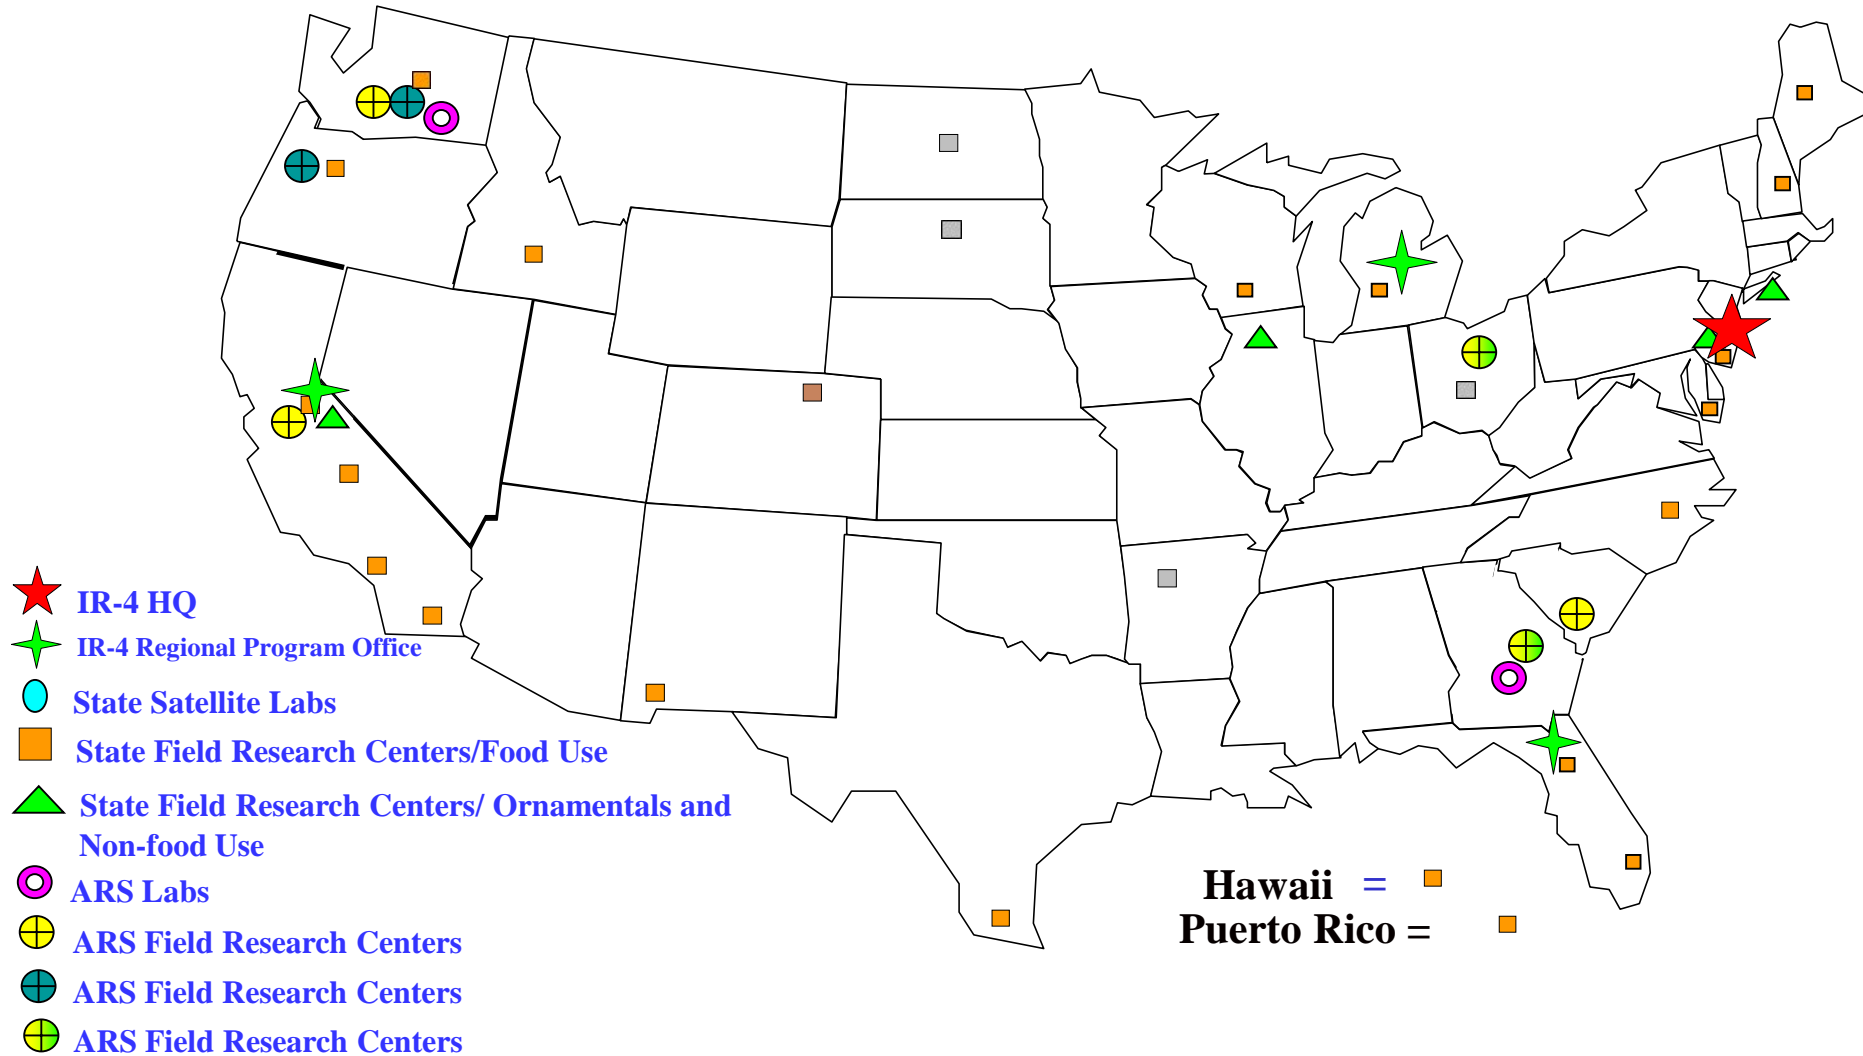 IR-4 HQ
IR-4 Regional Program Office
State Satellite Labs
State Field Research Centers/Food Use
State Field Research Centers/ Ornamentals and
Non-food Use
ARS Labs
ARS Field Research Centers
ARS Field Research Centers
ARS Field Research Centers
Hawaii =
Puerto Rico =